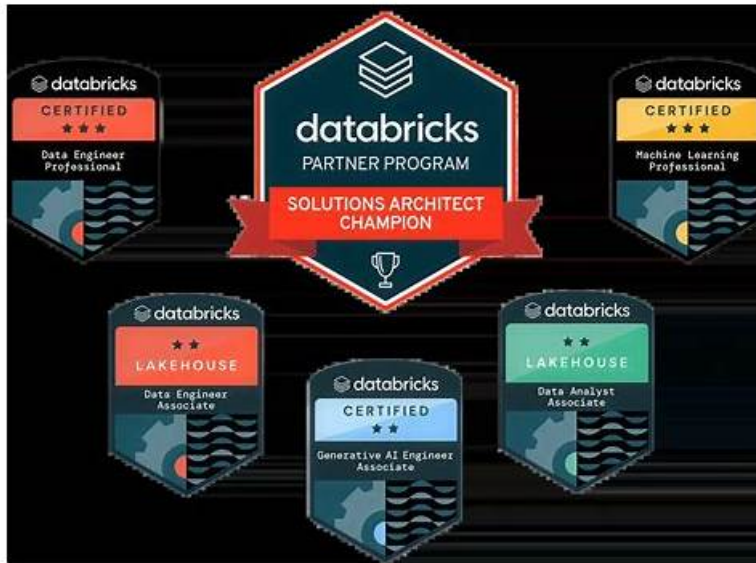 databricks
CERTIFIED
Data Engineer
Professional
databricks
PARTNER PROGRAM
SOLUTIONS ARCHITECT
CHAMPION
databricks
CERTIFIED
Machine Learning
Professional
databricks
LAKEHOUSE
Data Engineer
Associate
databricks
CERTIFIED
Generative AI Engineer
Associate
databricks
LAKEHOUSE
Data Analyst
Associate